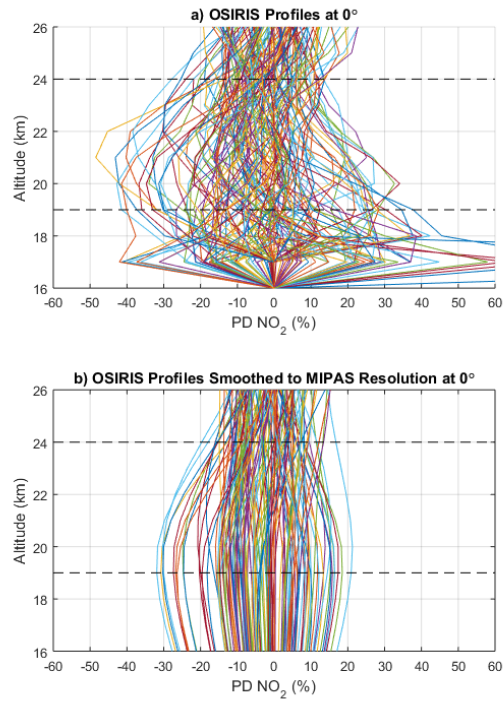 a) OSIRIS Profiles at 0°
26
24
22
20
18
16
Altitude (km)
-60 -50 -40 -30 -20 -10 0 10 20 30 40 50 60
PD NO₂ (%)
b) OSIRIS Profiles Smoothed to MIPAS Resolution at 0°
26
24
22
20
18
16
Altitude (km)
-60 -50 -40 -30 -20 -10 0 10 20 30 40 50 60
PD NO₂ (%)